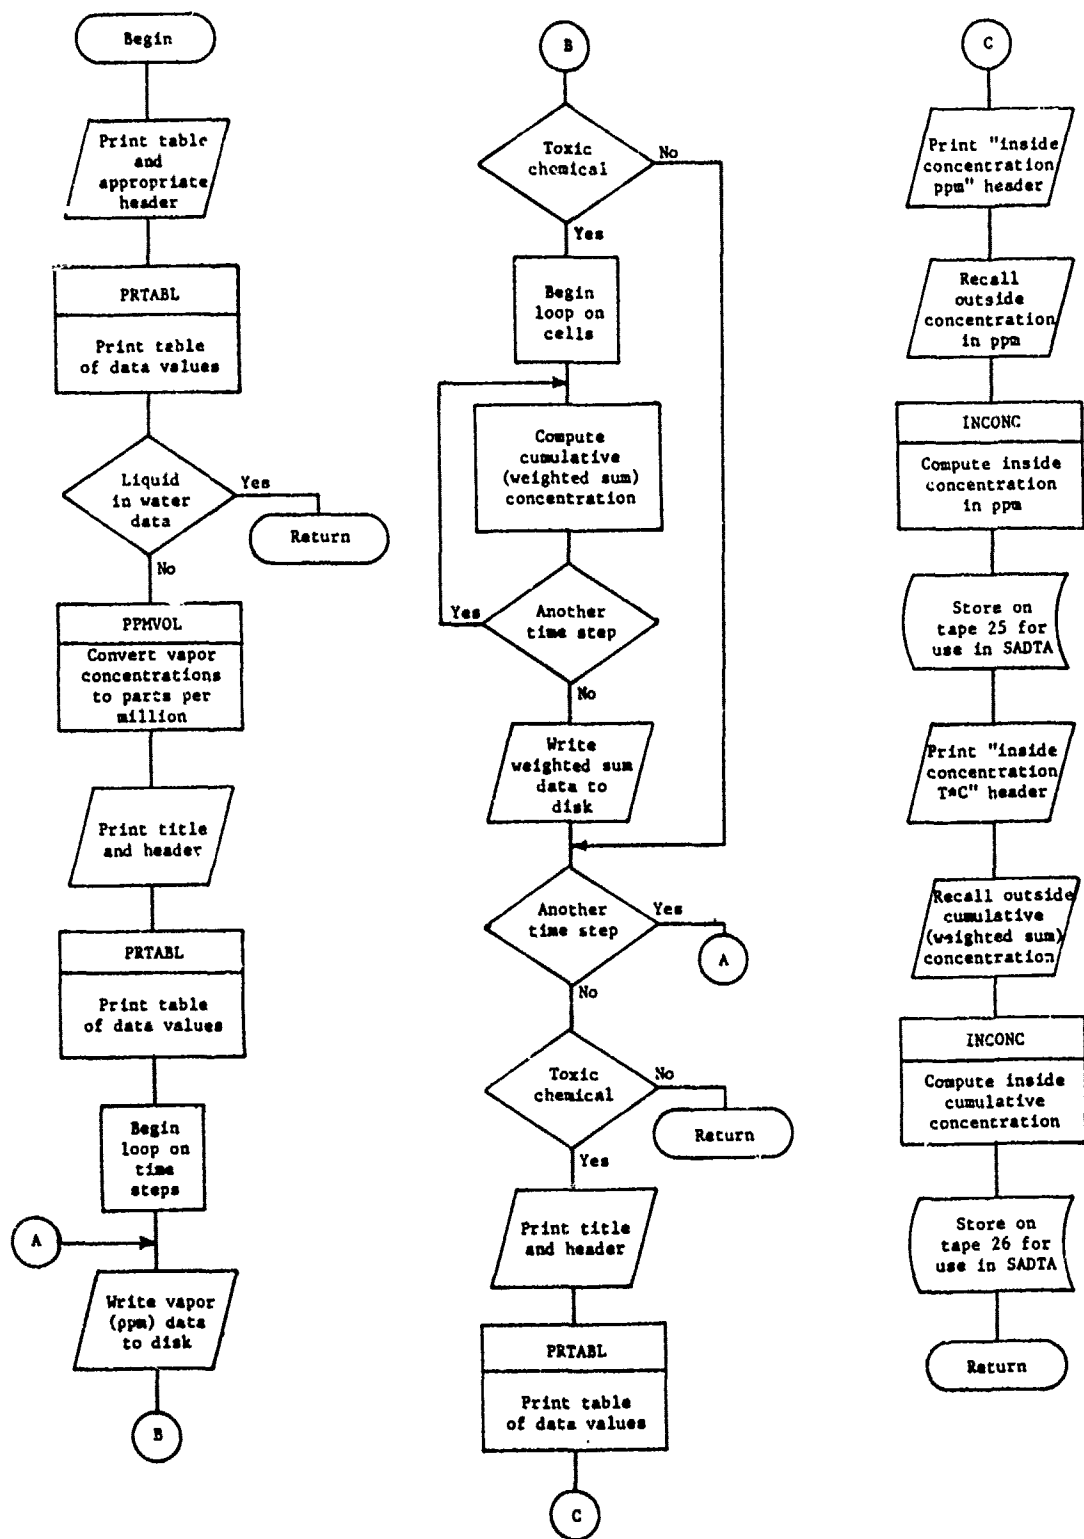 Begin
Print table
and
appropriate
header
PRTABL
Print table
of data values
Liquid
in water
data
Yes
Return
No
PPMVOL
Convert vapor
concentrations
to parts per
million
Print title
and header
PRTABL
Print table
of data values
Begin
loop on
time
steps
A
Write vapor
(ppm) data
to disk
B
B
Toxic
chemical
No
Yes
Begin
loop on
cells
Compute
cumulative
(weighted sum)
concentration
Yes
Another
time step
No
Write
weighted sum
data to
disk
Another
time step
Yes
A
No
Toxic
chemical
No
Return
Yes
Print title
and header
PRTABL
Print table
of data values
C
C
Print "inside
concentration
ppm" header
Recall
outside
concentration
in ppm
INCONC
Compute inside
concentration
in ppm
Store on
tape 25 for
use in SADTA
Print "inside
concentration
T*C" header
Recall outside
cumulative
(weighted sum)
concentration
INCONC
Compute inside
cumulative
concentration
Store on
tape 26 for
use in SADTA
Return